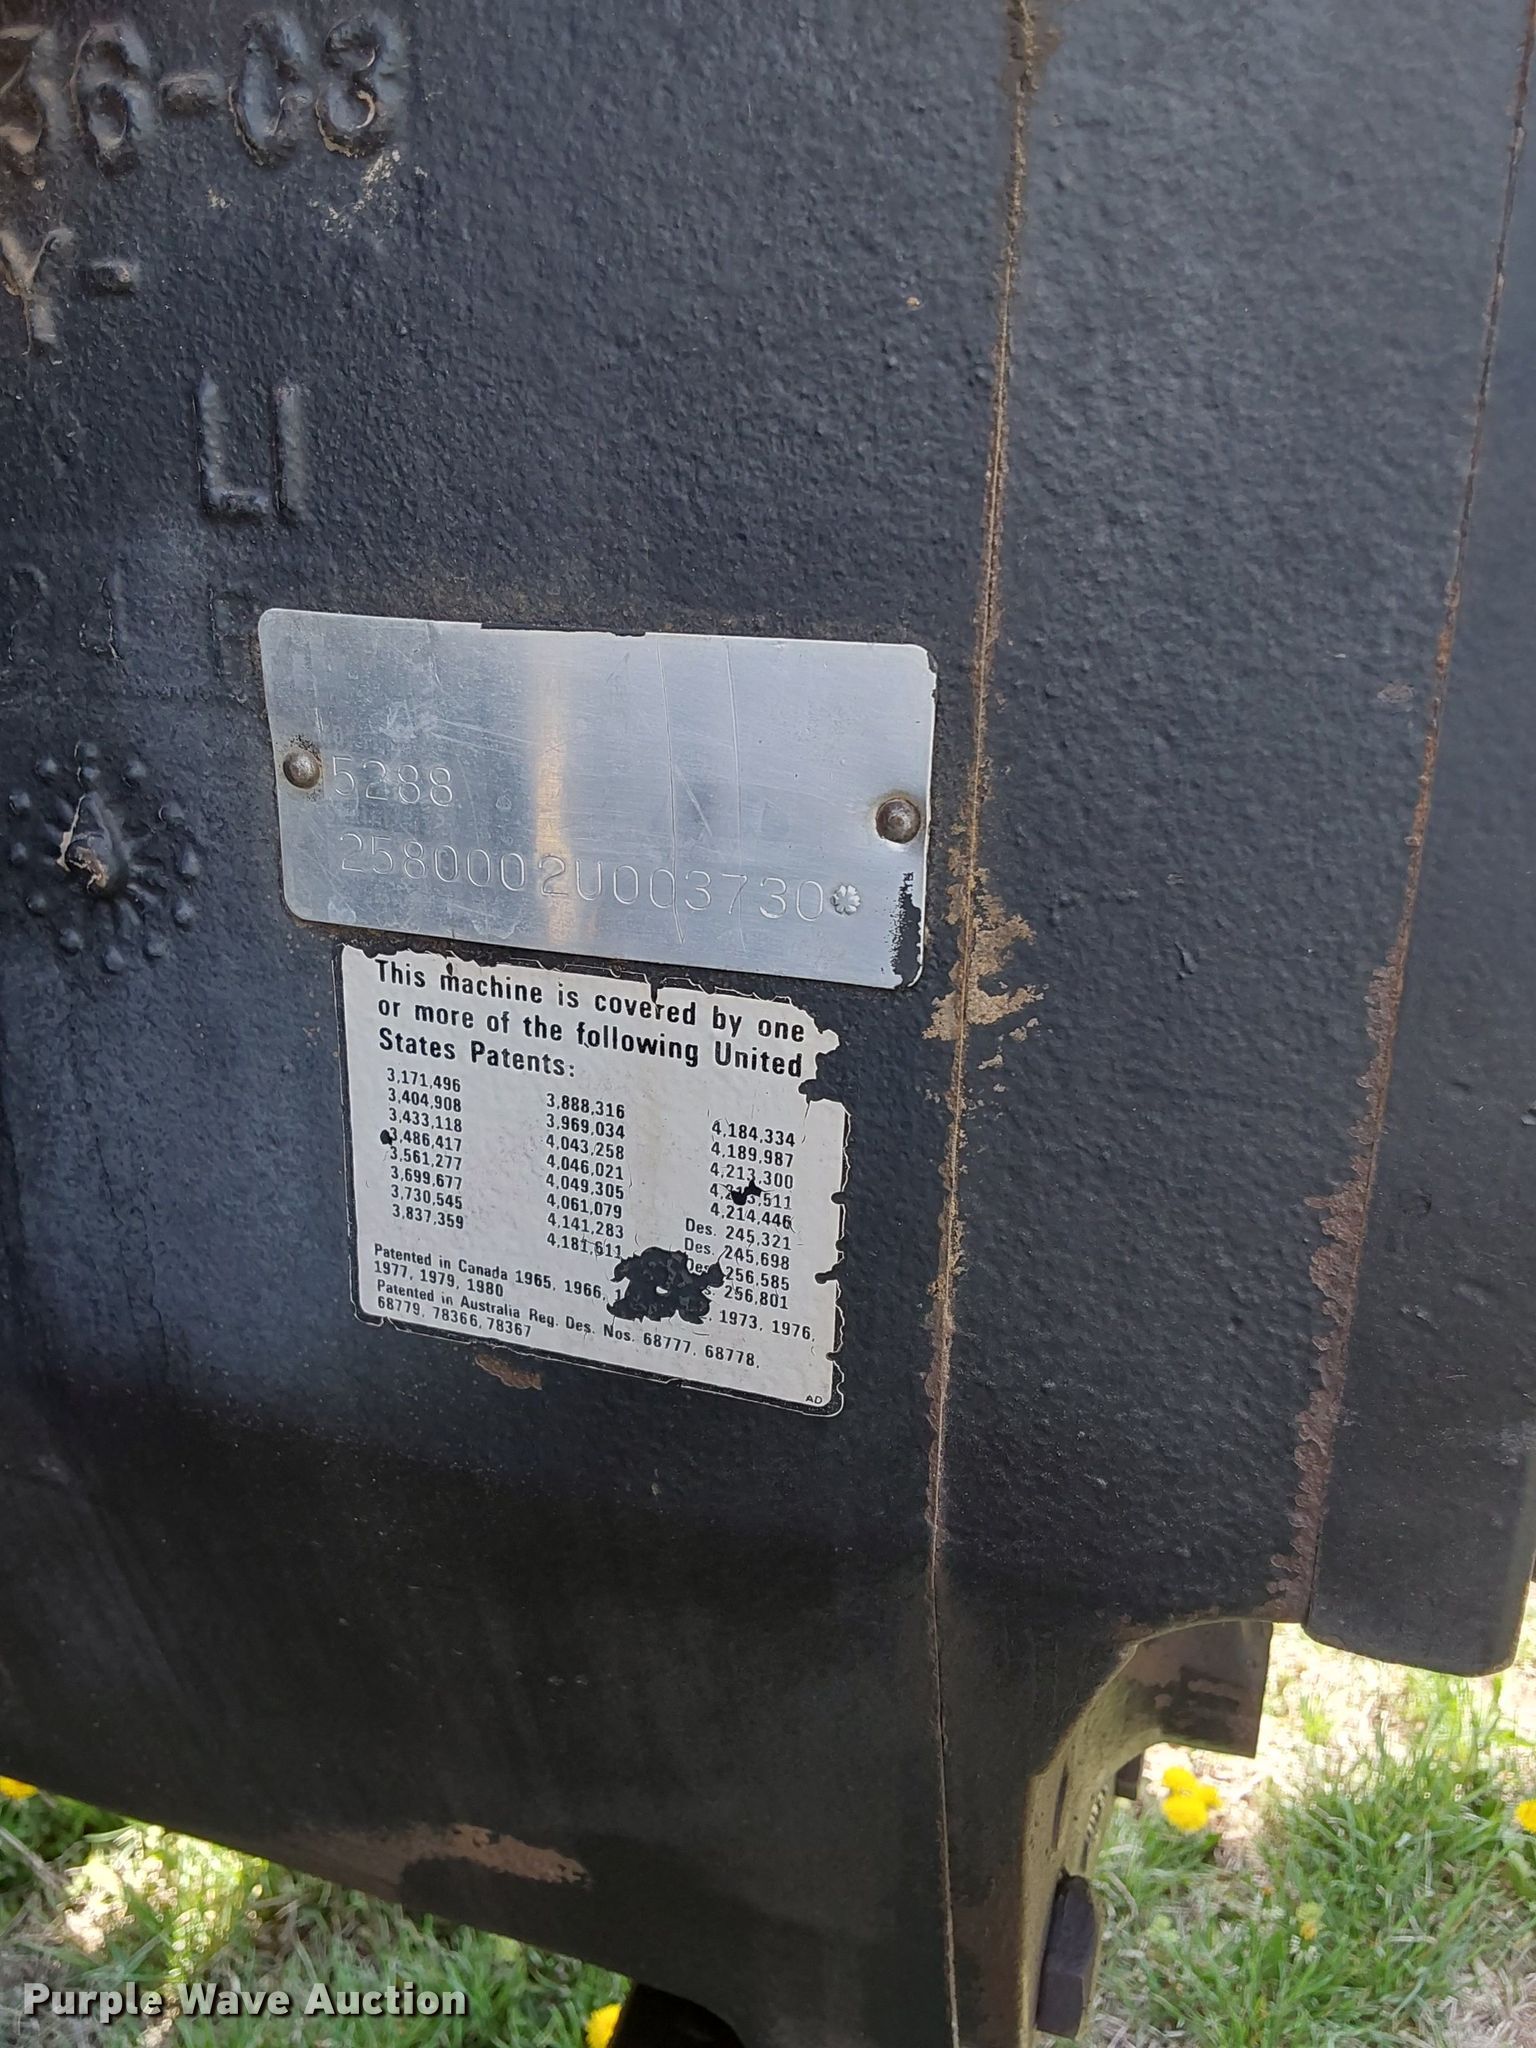 36-03
Y-
LI
5288
2580002U003730
This machine is covered by one
or more of the following United
States Patents:
3,171,496
3,404,908
3,433,118
3,486,417
3,561,277
3,699,677
3,730,545
3,837,359
3,888,316
3,969,034
4,043,258
4,046,021
4,049,305
4,061,079
4,141,283
4,181,611
4,184,334
4,189,987
4,213,300
4,214,446
Des. 245,321
Des. 245,698
Des. 256,585
256,801
Patented in Canada 1965, 1966, 1973, 1976,
1977, 1979, 1980
Patented in Australia Reg. Des. Nos. 68777, 68778,
68779, 78366, 78367
AD
Purple Wave Auction